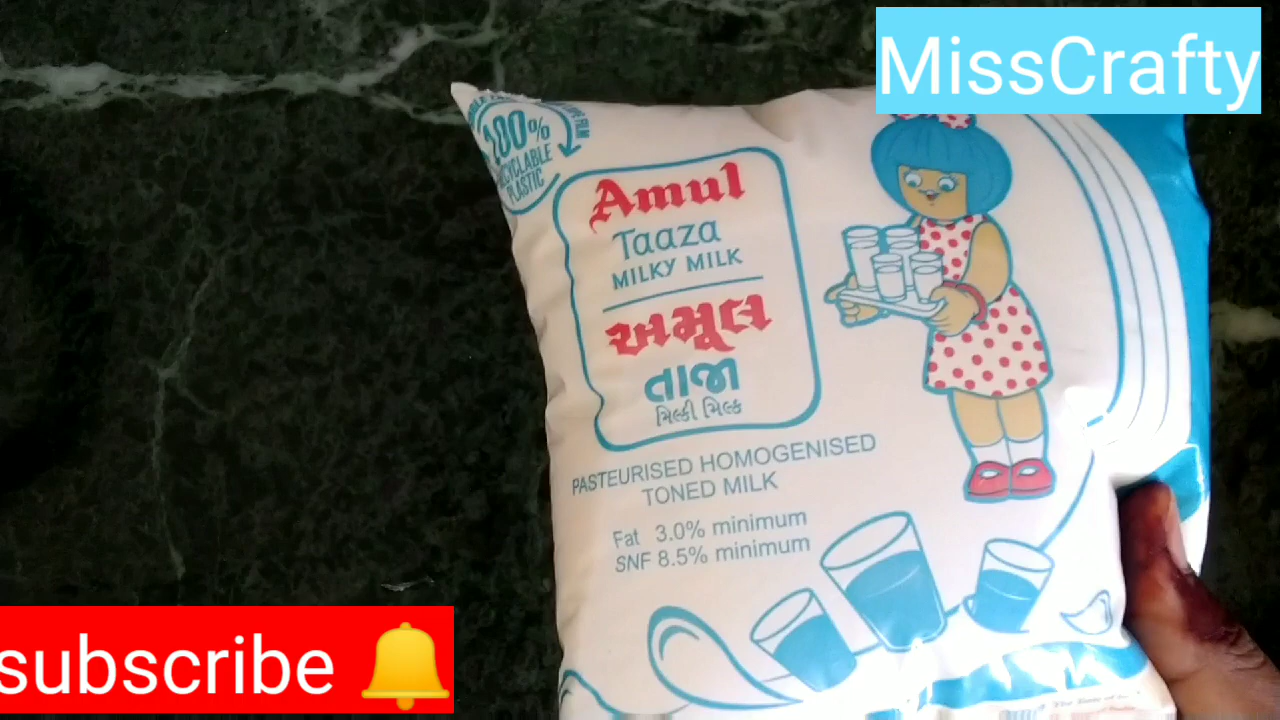 MissCrafty
100%
RECYCLABLE
PLASTIC
Amul
Taaza
MILKY MILK
અમૂલ
તાજા
મિલ્કી મિલ્ક
PASTEURISED HOMOGENISED
TONED MILK
Fat 3.0% minimum
SNF 8.5% minimum
subscribe 🔔